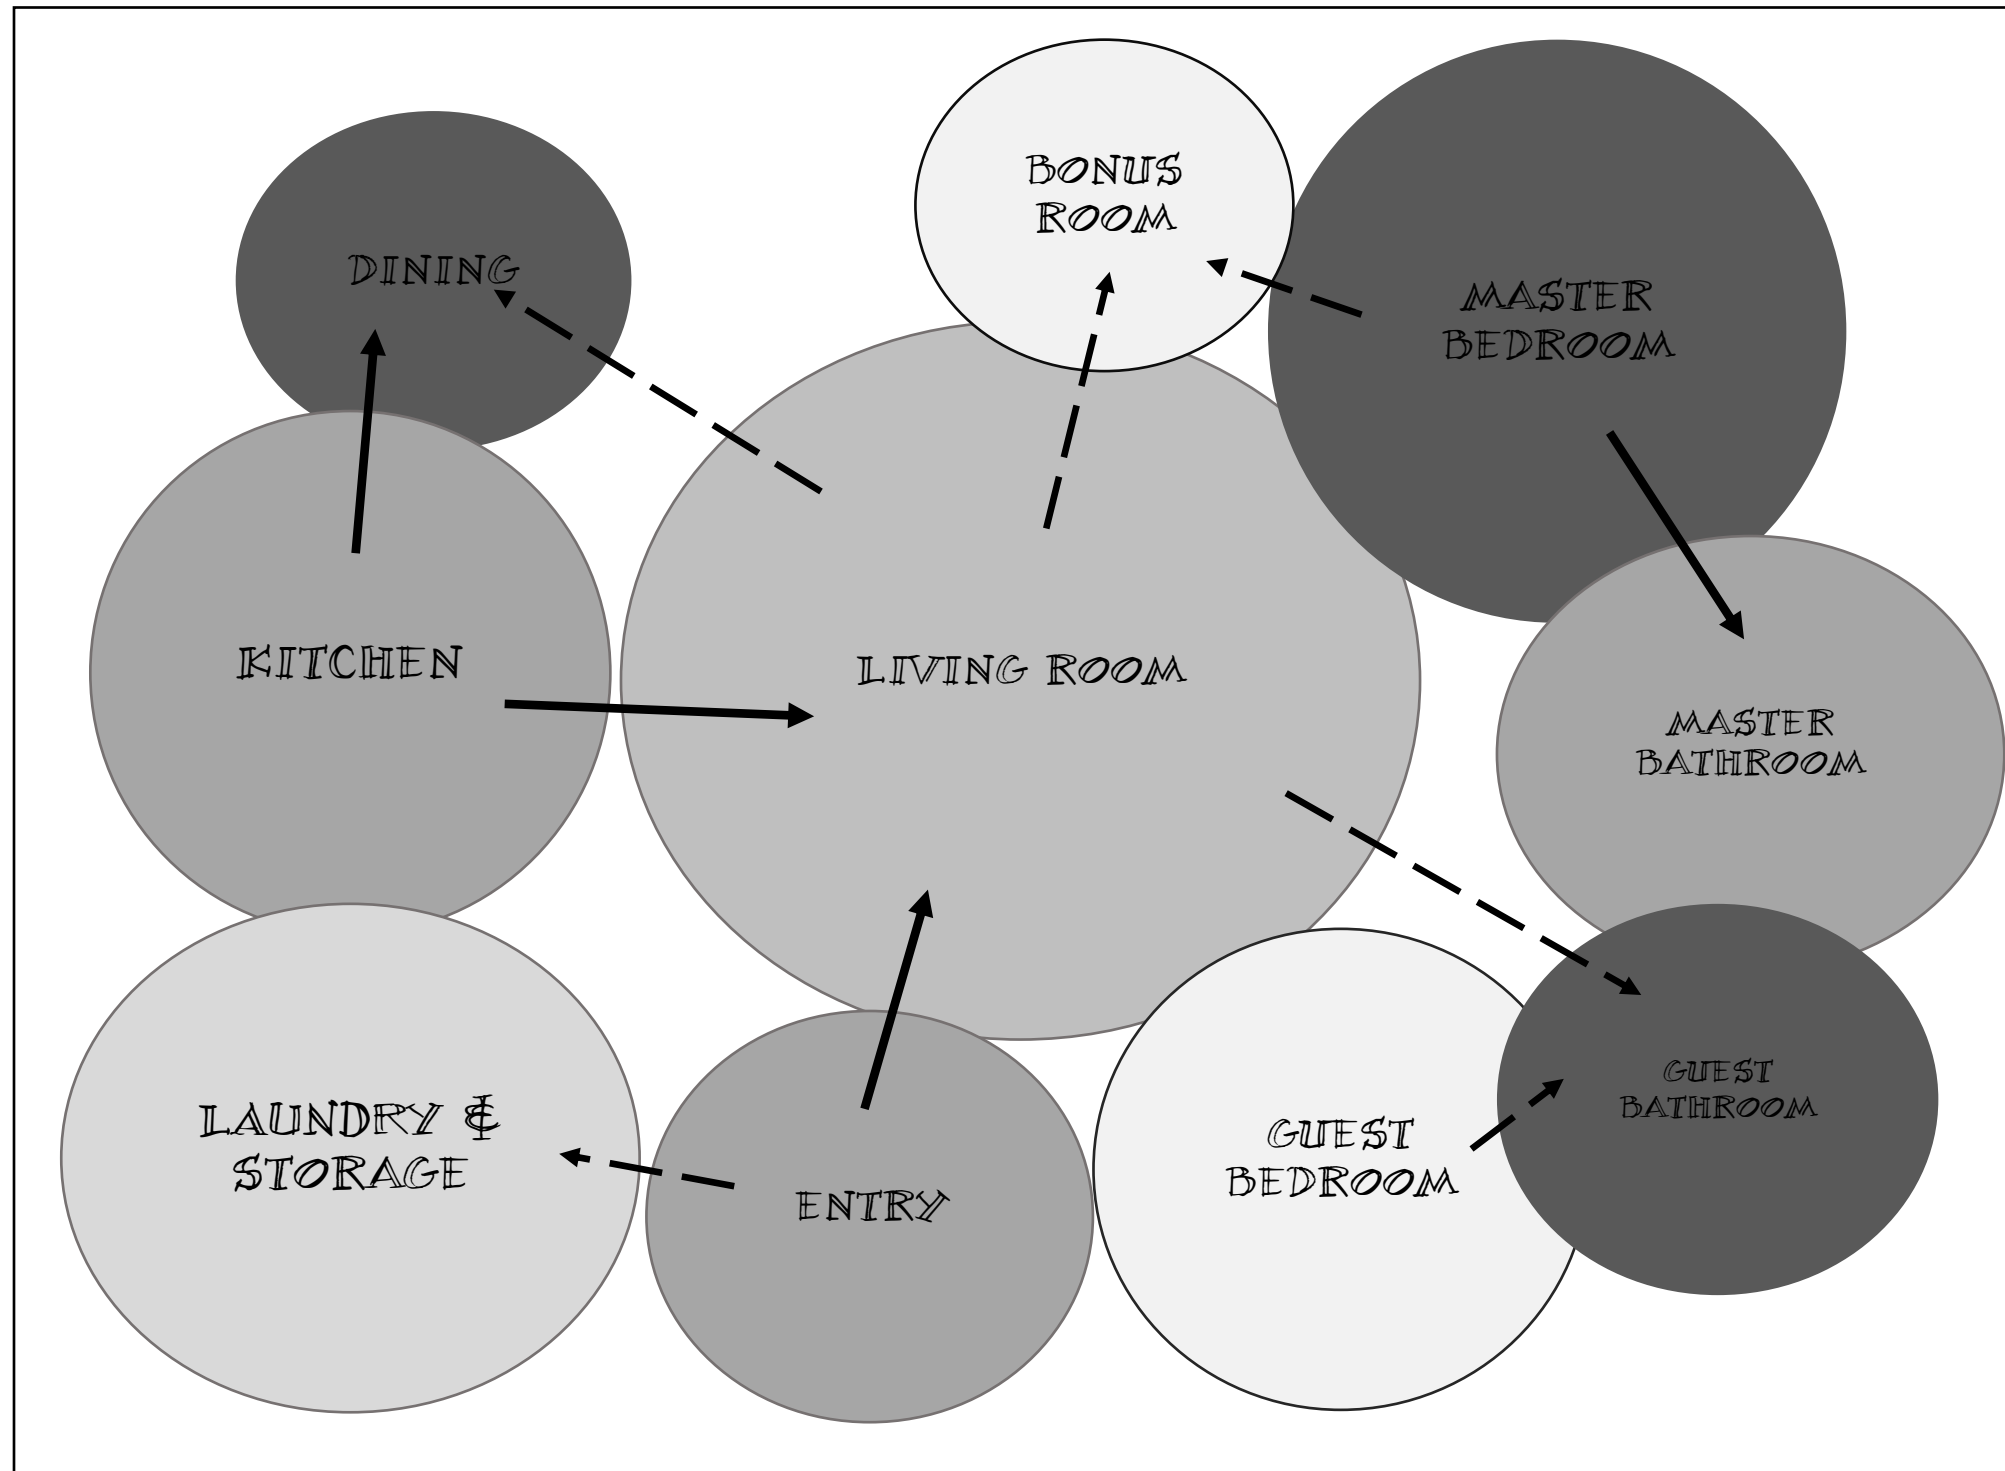 BONUS
ROOM
DINING
MASTER
BEDROOM
KITCHEN
LIVING ROOM
MASTER
BATHROOM
LAUNDRY &
STORAGE
ENTRY
GUEST
BEDROOM
GUEST
BATHROOM